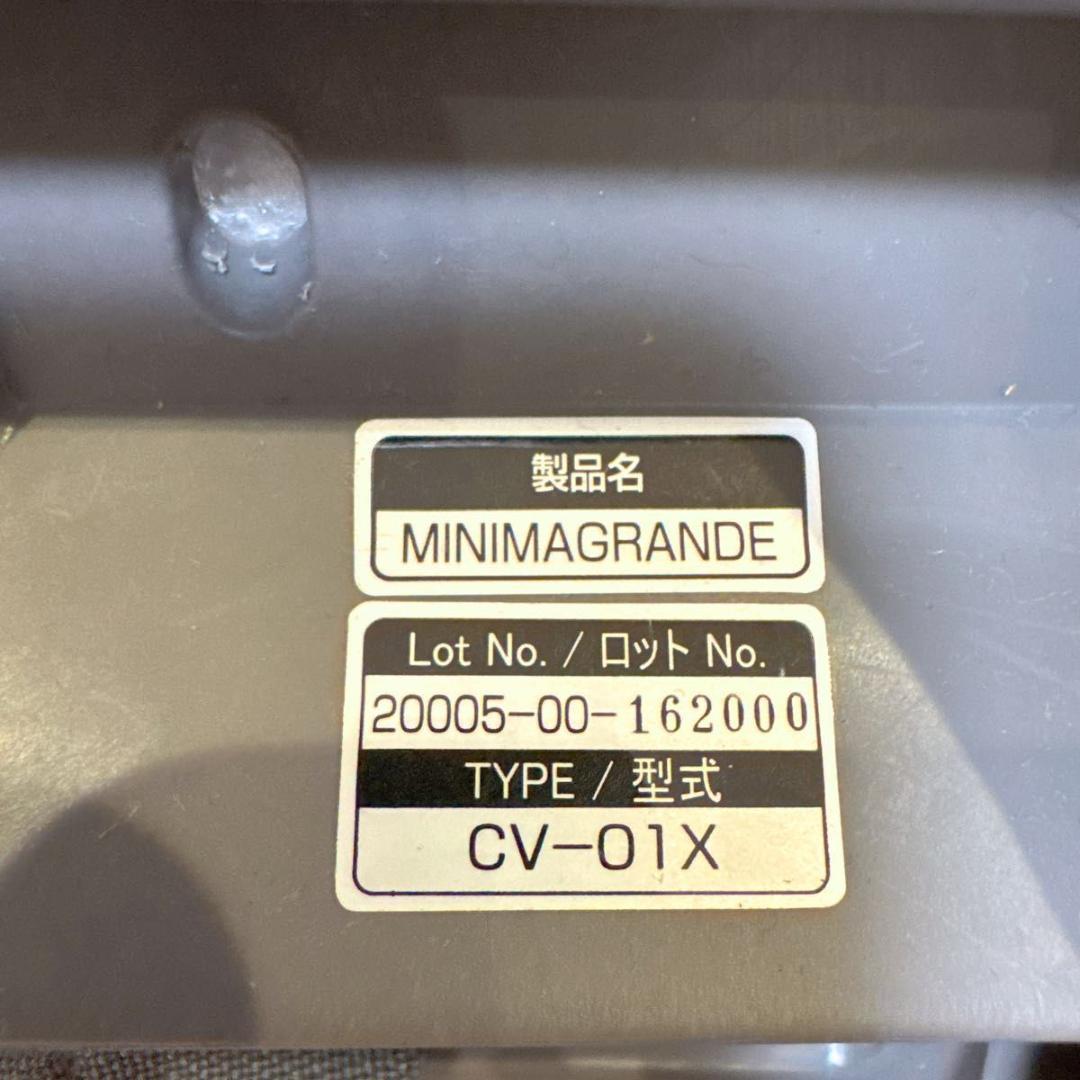 製品名
MINIMAGRANDE
Lot No. / ロット No.
20005-00-162000
TYPE / 型式
CV-01X